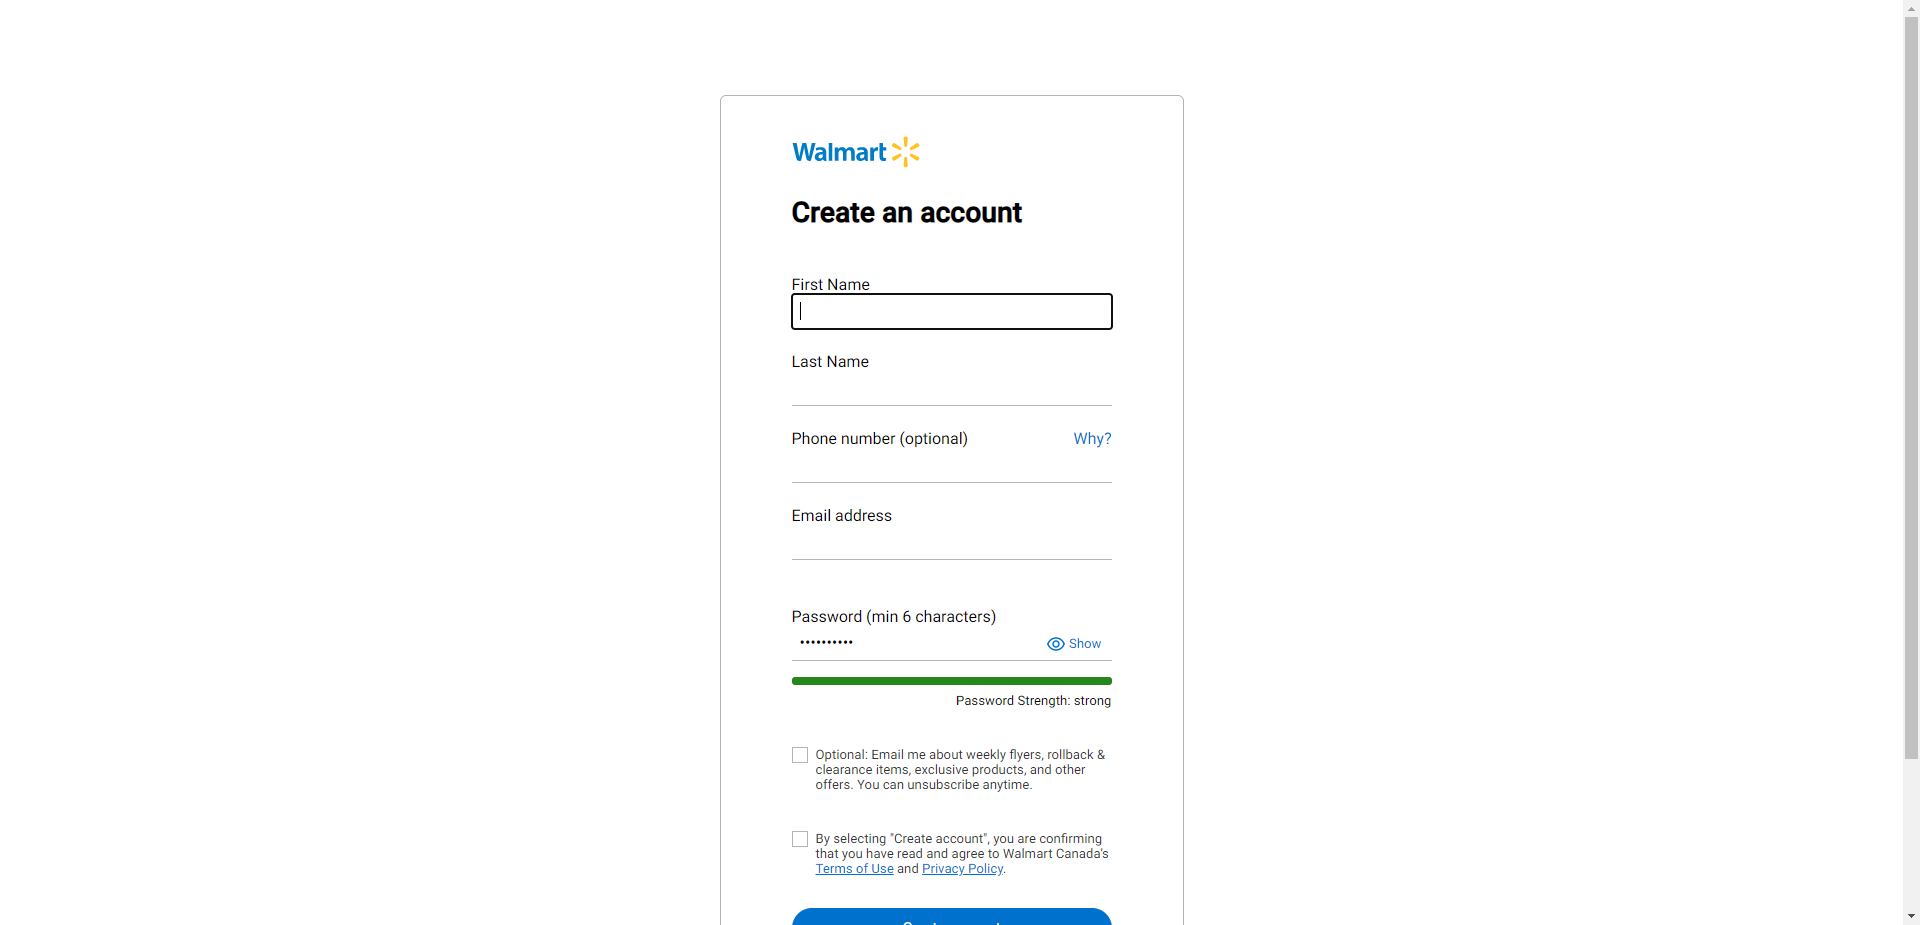 Walmart
Create an account
First Name
Last Name
Phone number (optional) Why?
Email address
Password (min 6 characters)
•••••••••• Show
Password Strength: strong
Optional: Email me about weekly flyers, rollback &
clearance items, exclusive products, and other
offers. You can unsubscribe anytime.
By selecting "Create account", you are confirming
that you have read and agree to Walmart Canada's
Terms of Use and Privacy Policy.